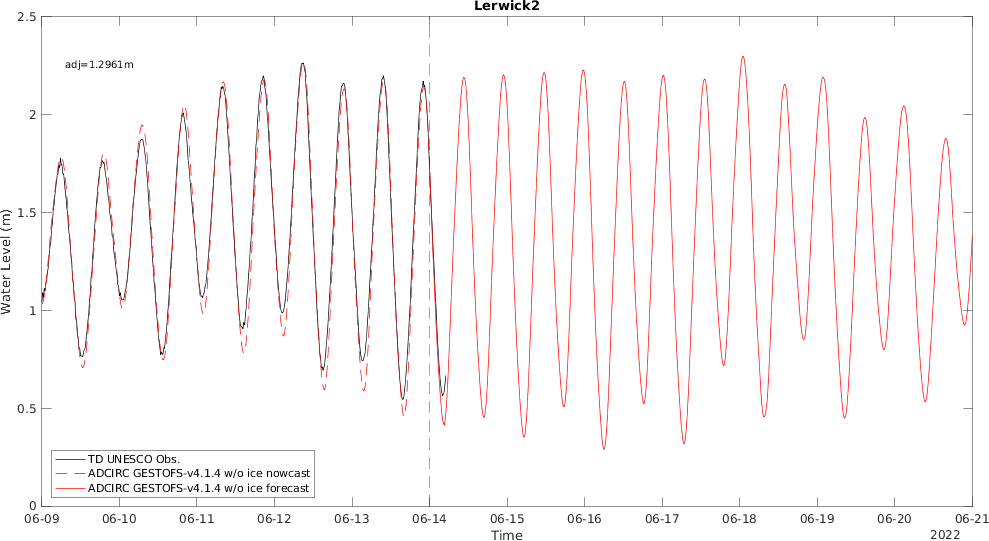 Lerwick2
2.5
adj=1.2961m
2
1.5
Water Level (m)
1
0.5
TD UNESCO Obs.
ADCIRC GESTOFS-v4.1.4 w/o ice nowcast
ADCIRC GESTOFS-v4.1.4 w/o ice forecast
0
06-09 06-10 06-11 06-12 06-13 06-14 06-15 06-16 06-17 06-18 06-19 06-20 06-21
Time
2022